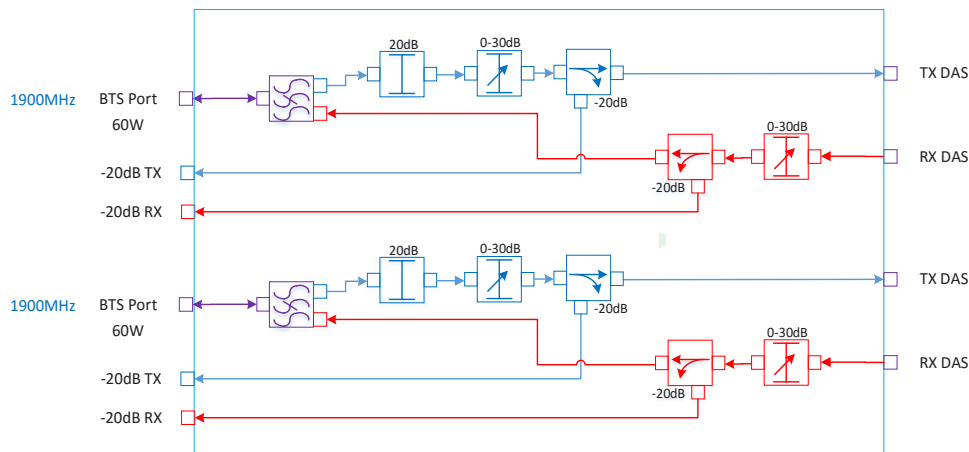 20dB
0-30dB
TX DAS
1900MHz
BTS Port
-20dB
60W
0-30dB
RX DAS
-20dB TX
-20dB
-20dB RX
20dB
0-30dB
TX DAS
1900MHz
BTS Port
-20dB
60W
0-30dB
RX DAS
-20dB TX
-20dB
-20dB RX